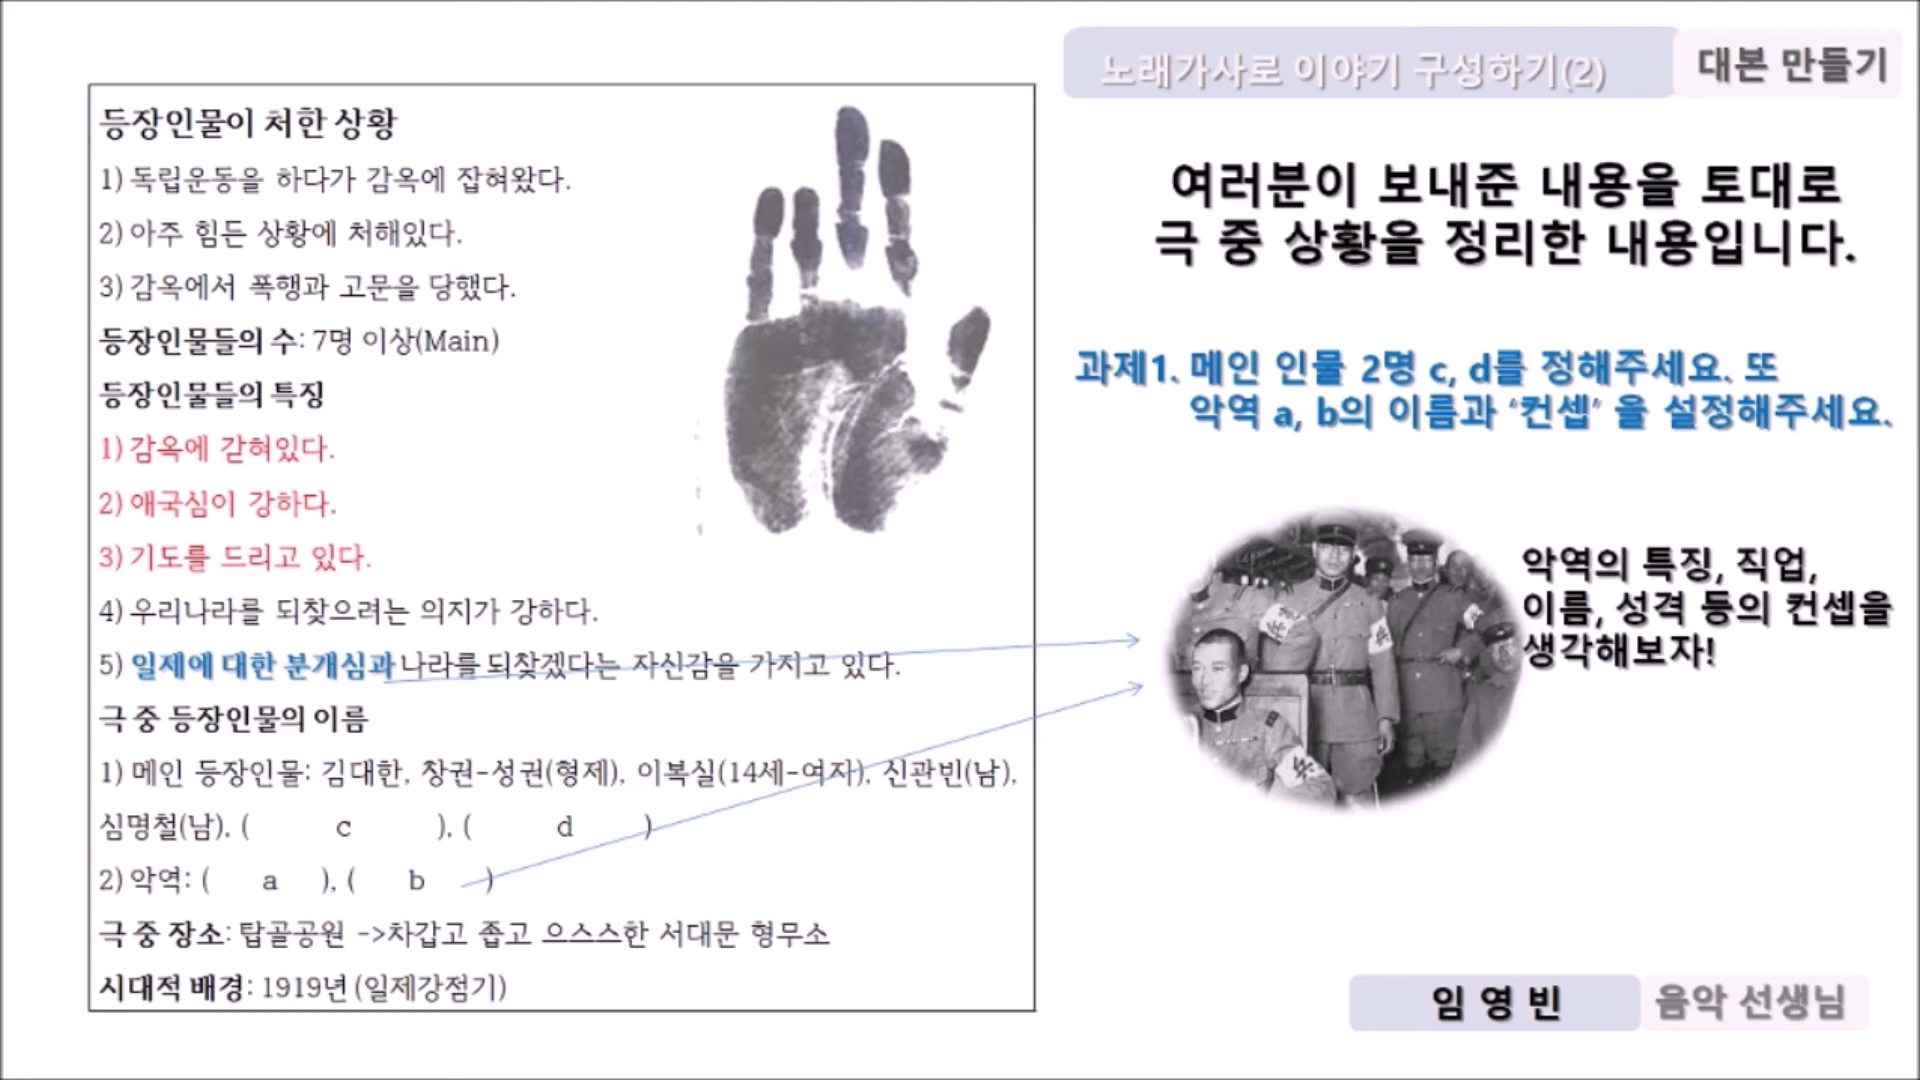 노래가사로 이야기 구성하기(2)
대본 만들기
등장인물이 처한 상황
1) 독립운동을 하다가 감옥에 잡혀왔다.
2) 아주 힘든 상황에 처해있다.
3) 감옥에서 폭행과 고문을 당했다.
등장인물들의 수: 7명 이상(Main)
등장인물들의 특징
1) 감옥에 갇혀있다.
2) 애국심이 강하다.
3) 기도를 드리고 있다.
4) 우리나라를 되찾으려는 의지가 강하다.
5) 일제에 대한 분개심과 나라를 되찾겠다는 자신감을 가지고 있다.
극 중 등장인물의 이름
1) 메인 등장인물: 김대한, 창권-성권(형제), 이복실(14세-여자), 신관빈(남),
심명철(남), ( c ), ( d )
2) 악역: ( a ), ( b )
극 중 장소: 탑골공원 ->차갑고 좁고 으스스한 서대문 형무소
시대적 배경: 1919년 (일제강점기)
여러분이 보내준 내용을 토대로
극 중 상황을 정리한 내용입니다.
과제1. 메인 인물 2명 c, d를 정해주세요. 또
악역 a, b의 이름과 '컨셉' 을 설정해주세요.
악역의 특징, 직업,
이름, 성격 등의 컨셉을
생각해보자!
임 영 빈
음악 선생님